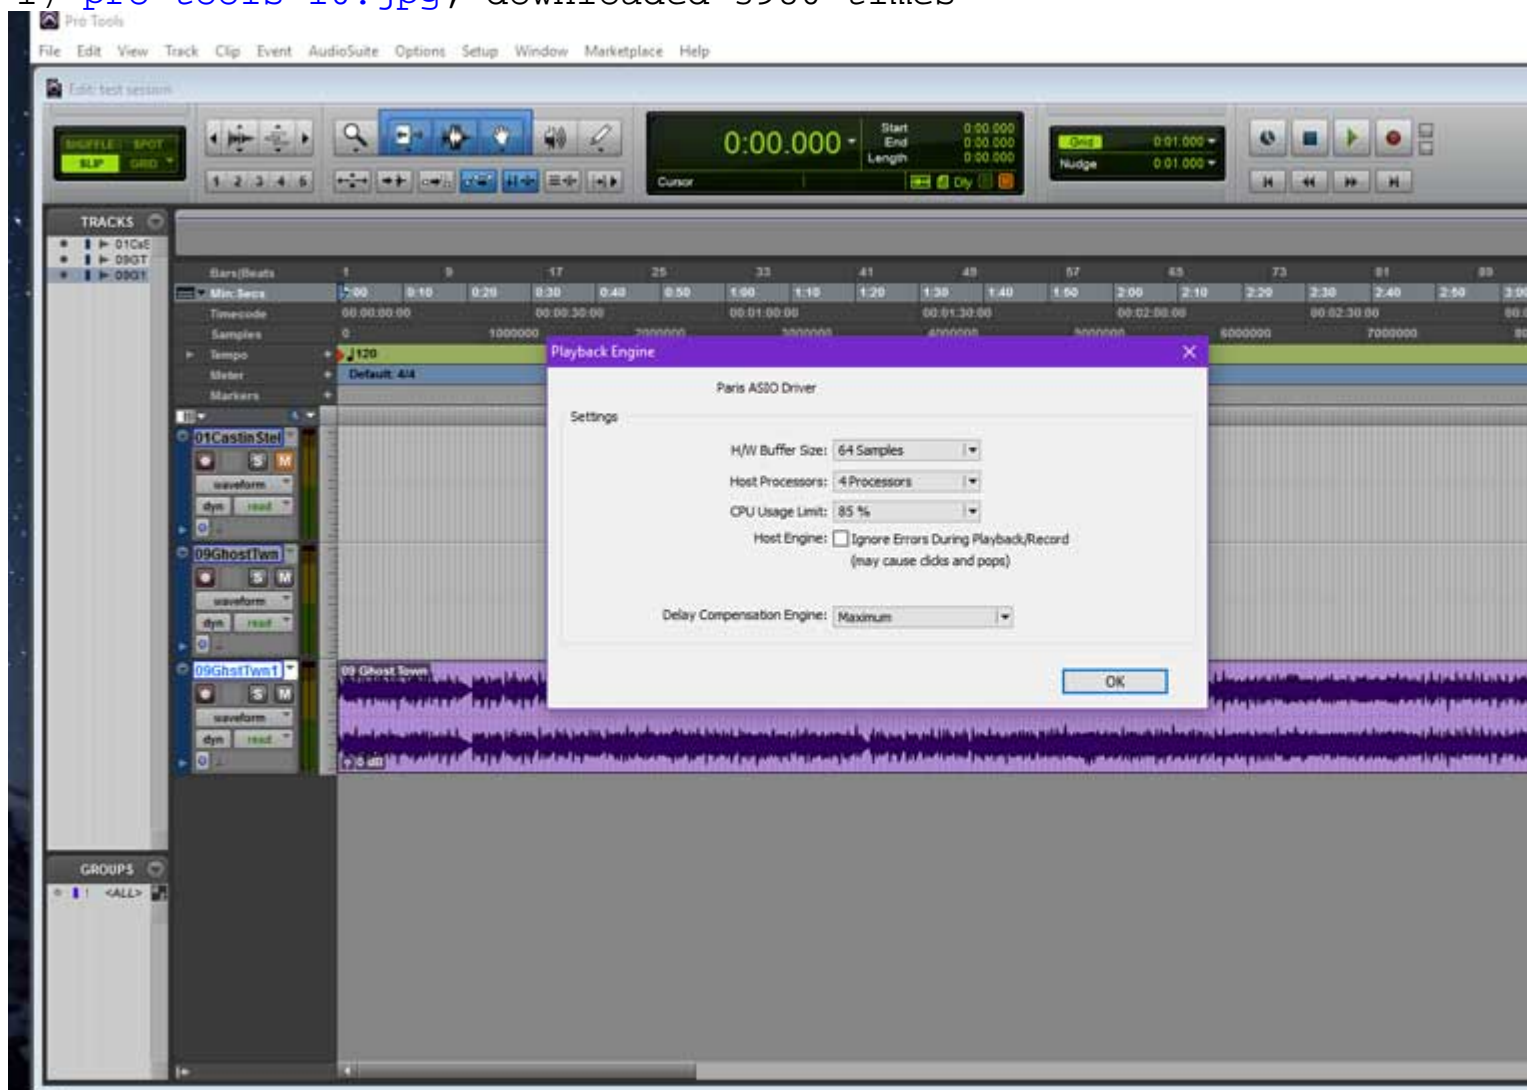 Pro Tools
File Edit View Track Clip Event AudioSuite Options Setup Window Marketplace Help
Edit: test session
SHUFFLE SPOT
SLIP GRID
1 2 3 4 5
0:00.000
Start 0:00.000
End 0:00.000
Length 0:00.000
Cursor
Dly
Grid 0:01.000
Nudge 0:01.000
TRACKS
01CsS
09GT
09GT
Bars|Beats 1 9 17 25 33 41 49 57 65 73 81 89
Min:Secs 0:00 0:10 0:20 0:30 0:40 0:50 1:00 1:10 1:20 1:30 1:40 1:50 2:00 2:10 2:20 2:30 2:40 2:50 3:00
Timecode 00:00:00:00 00:00:30:00 00:01:00:00 00:01:30:00 00:02:00:00 00:02:30:00
Samples 0 1000000 2000000 3000000 4000000 5000000 6000000 7000000
Tempo 120
Meter Default: 4/4
Markers
Playback Engine
Paris ASIO Driver
Settings
H/W Buffer Size: 64 Samples
Host Processors: 4 Processors
CPU Usage Limit: 85 %
Host Engine: Ignore Errors During Playback/Record
(may cause clicks and pops)
Delay Compensation Engine: Maximum
OK
01CastinStel
S M
waveform
dyn read
09GhostTwn
S M
waveform
dyn read
09GhstTwn1
S M
waveform
dyn read
09 Ghost Town
0 dB
GROUPS
! <ALL>